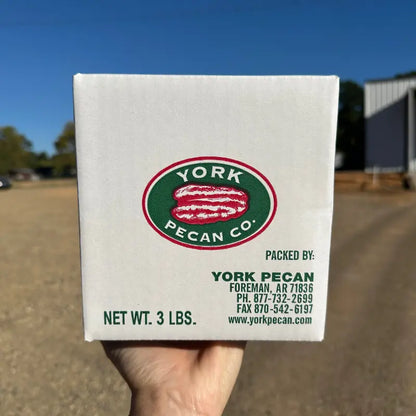 YORK
PECAN CO.
PACKED BY:
YORK PECAN
FOREMAN, AR 71836
PH. 877-732-2699
FAX 870-542-6197
www.yorkpecan.com
NET WT. 3 LBS.